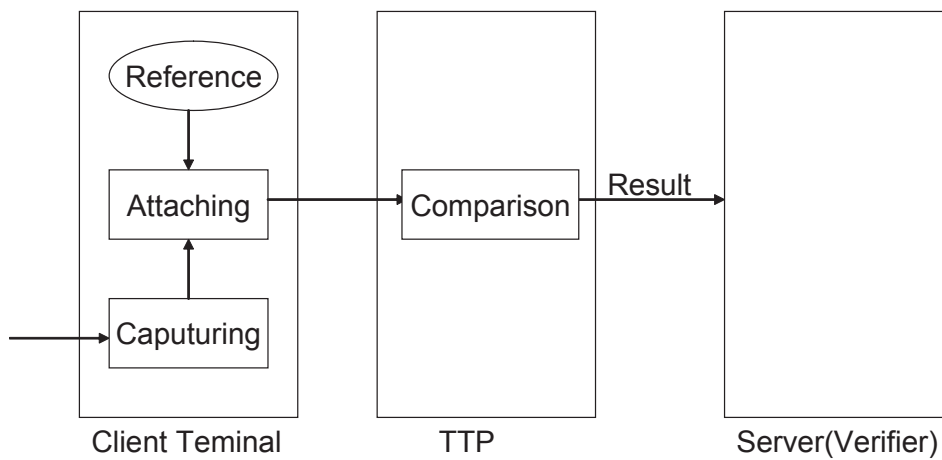 Reference
Attaching
Comparison
Result
Caputuring
Client Teminal
TTP
Server(Verifier)